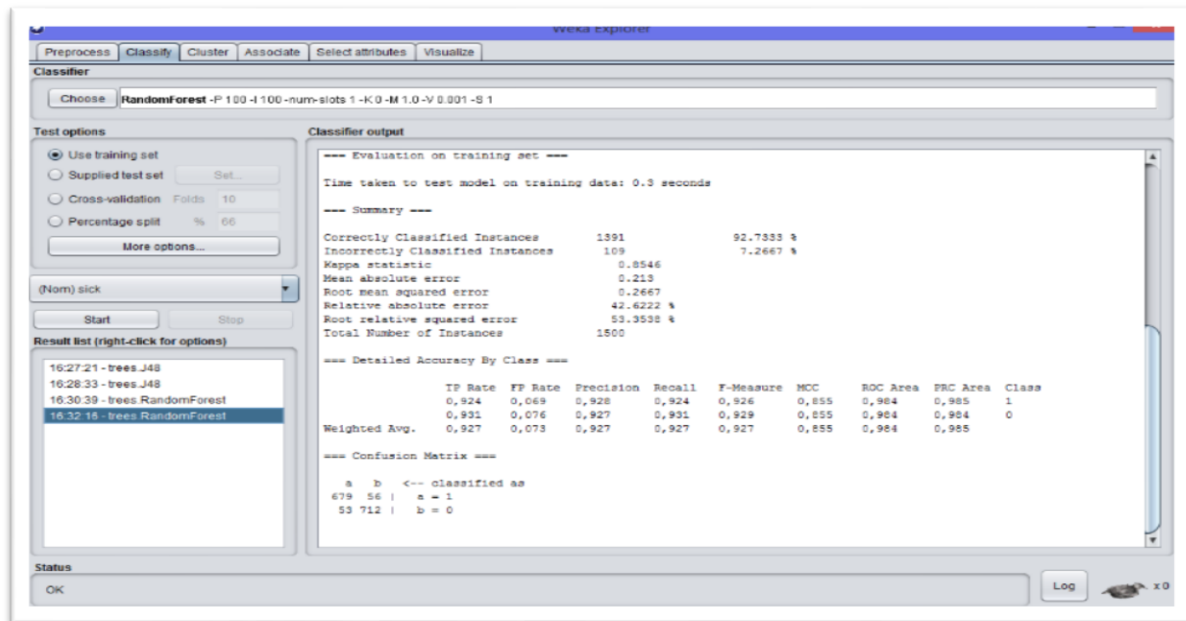 Weka Explorer
Preprocess Classify Cluster Associate Select attributes Visualize
Classifier
Choose RandomForest -P 100 -I 100 -num-slots 1 -K 0 -M 1.0 -V 0.001 -S 1
Test options
Use training set
Supplied test set Set...
Cross-validation Folds 10
Percentage split % 66
More options...
(Nom) sick
Start Stop
Result list (right-click for options)
16:27:21 - trees.J48
16:28:33 - trees.J48
16:30:39 - trees.RandomForest
16:32:16 - trees.RandomForest
Classifier output
=== Evaluation on training set ===
Time taken to test model on training data: 0.3 seconds
=== Summary ===
Correctly Classified Instances 1391 92.7333 %
Incorrectly Classified Instances 109 7.2667 %
Kappa statistic 0.8546
Mean absolute error 0.213
Root mean squared error 0.2667
Relative absolute error 42.6222 %
Root relative squared error 53.3538 %
Total Number of Instances 1500
=== Detailed Accuracy By Class ===
TP Rate FP Rate Precision Recall F-Measure MCC ROC Area PRC Area Class
0,924 0,069 0,928 0,924 0,926 0,855 0,984 0,985 1
0,931 0,076 0,927 0,931 0,929 0,855 0,984 0,984 0
Weighted Avg. 0,927 0,073 0,927 0,927 0,927 0,855 0,984 0,985
=== Confusion Matrix ===
a b <-- classified as
679 56 | a = 1
53 712 | b = 0
Status
OK
Log
x 0